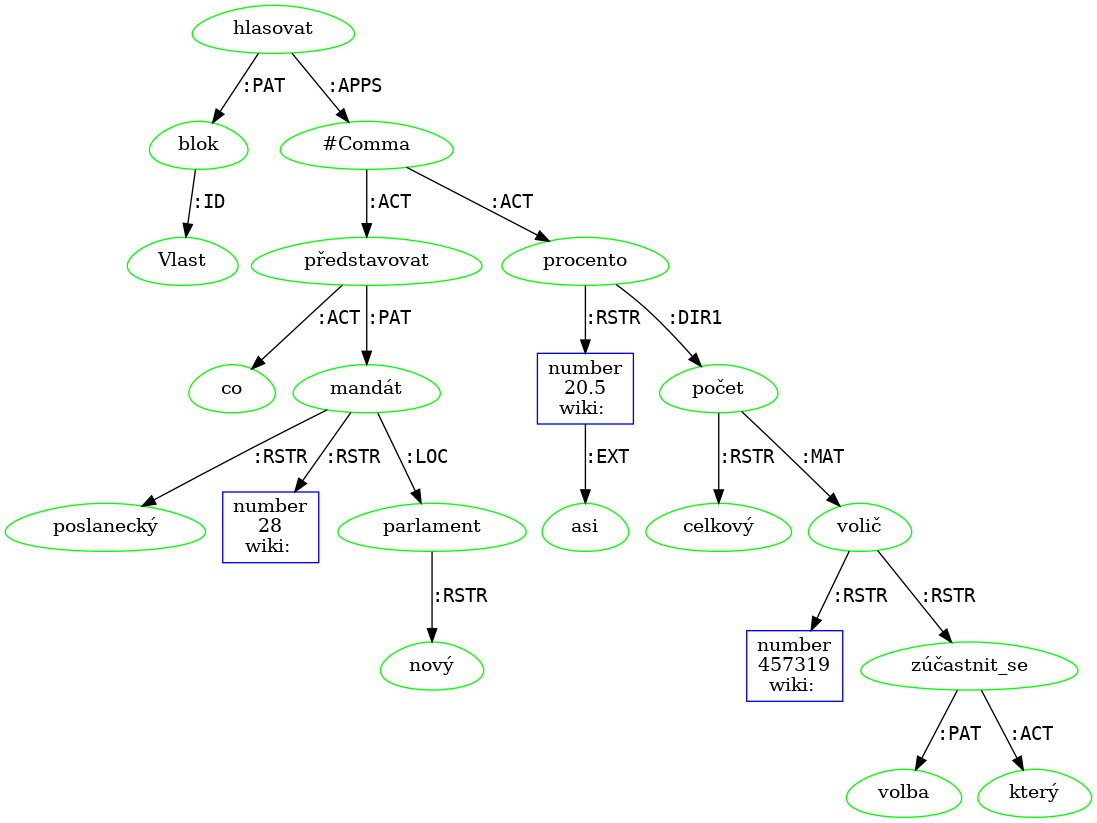 hlasovat
:PAT
:APPS
blok
#Comma
:ID
:ACT
:ACT
Vlast
představovat
procento
:ACT
:PAT
:RSTR
:DIR1
co
mandát
number
20.5
wiki:
počet
:RSTR
:RSTR
:LOC
:EXT
:RSTR
:MAT
poslanecký
number
28
wiki:
parlament
asi
celkový
volič
:RSTR
:RSTR
:RSTR
nový
number
457319
wiki:
zúčastnit_se
:PAT
:ACT
volba
který